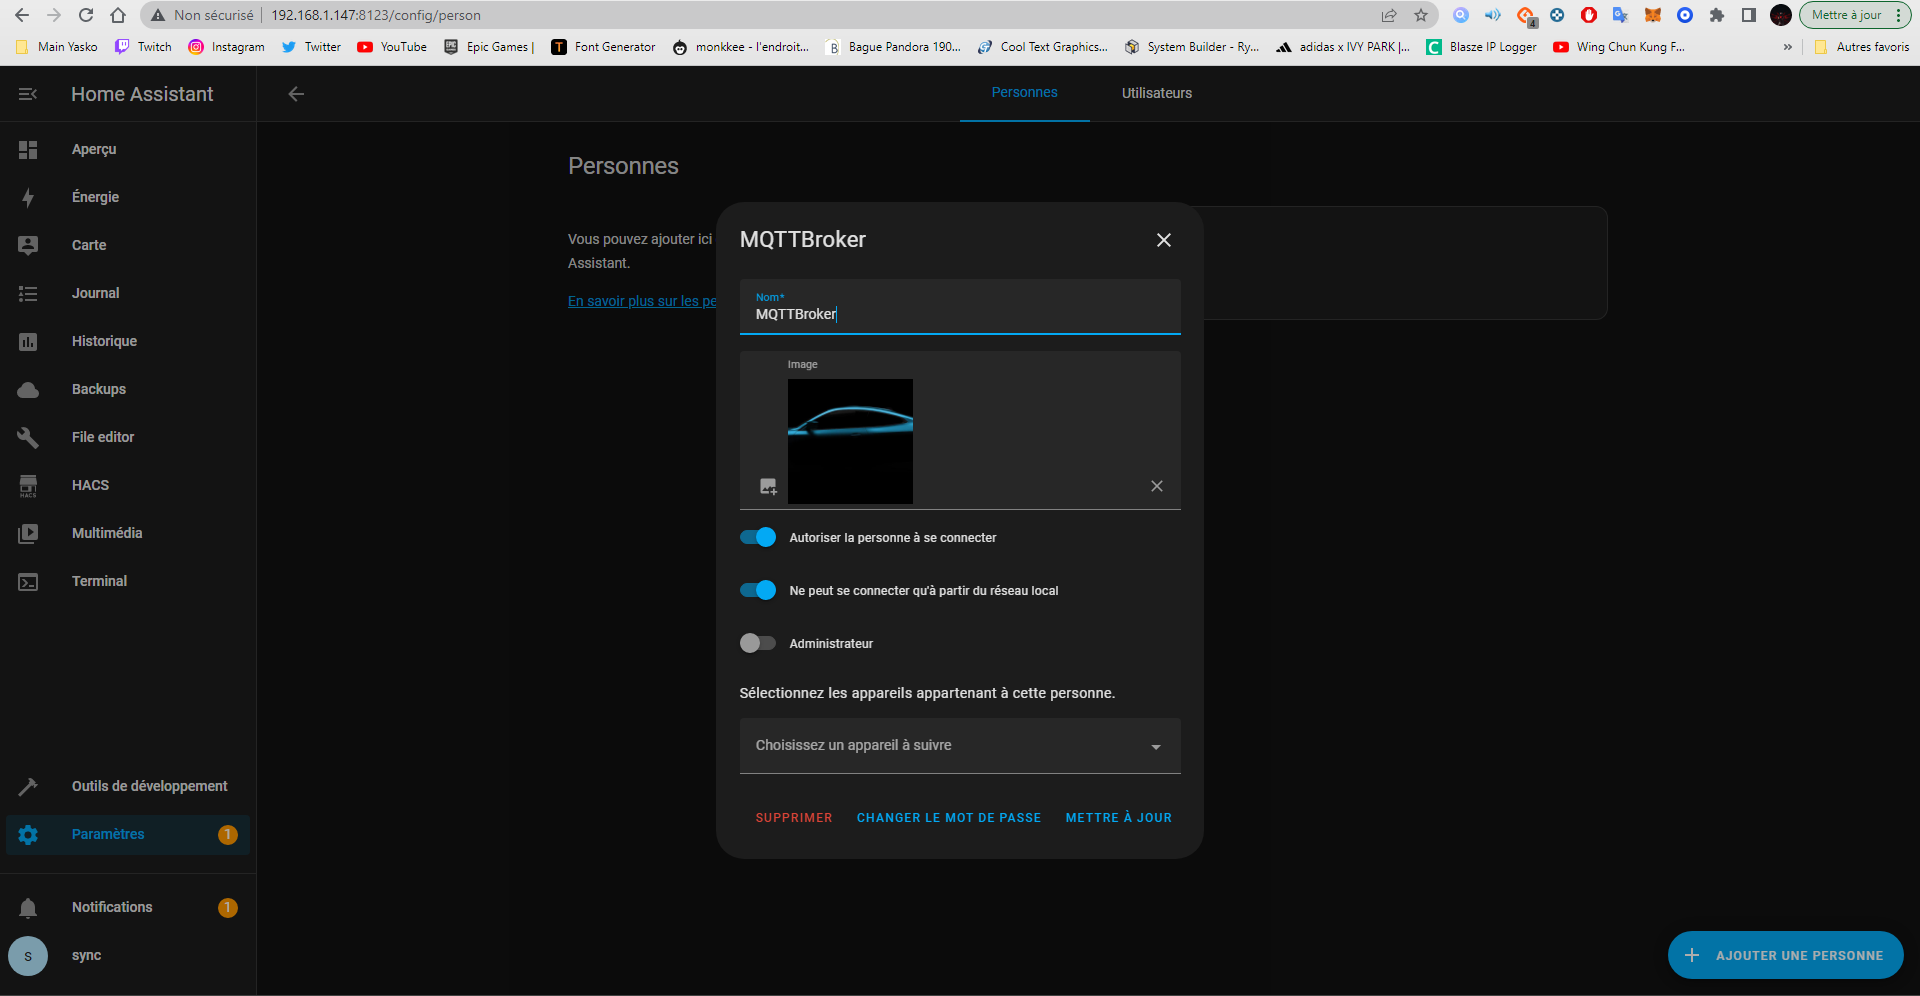 Non sécurisé
192.168.1.147:8123/config/person
4
Mettre à jour
Main Yasko
Twitch
Instagram
Twitter
YouTube
EPIC
Epic Games |
T
Font Generator
monkkee - l'endroit...
B
Bague Pandora 190...
Cool Text Graphics...
System Builder - Ry...
adidas x IVY PARK |...
C
Blasze IP Logger
Wing Chun Kung F...
»
Autres favoris
Home Assistant
Personnes
Utilisateurs
Aperçu
Énergie
Carte
Journal
Historique
Backups
File editor
HACS
HACS
Multimédia
Terminal
Outils de développement
Paramètres
1
Notifications
1
S
sync
Personnes
Vous pouvez ajouter ici
Assistant.
En savoir plus sur les pe
MQTTBroker
Nom*
MQTTBroker
Image
Autoriser la personne à se connecter
Ne peut se connecter qu'à partir du réseau local
Administrateur
Sélectionnez les appareils appartenant à cette personne.
Choisissez un appareil à suivre
SUPPRIMER
CHANGER LE MOT DE PASSE
METTRE À JOUR
AJOUTER UNE PERSONNE